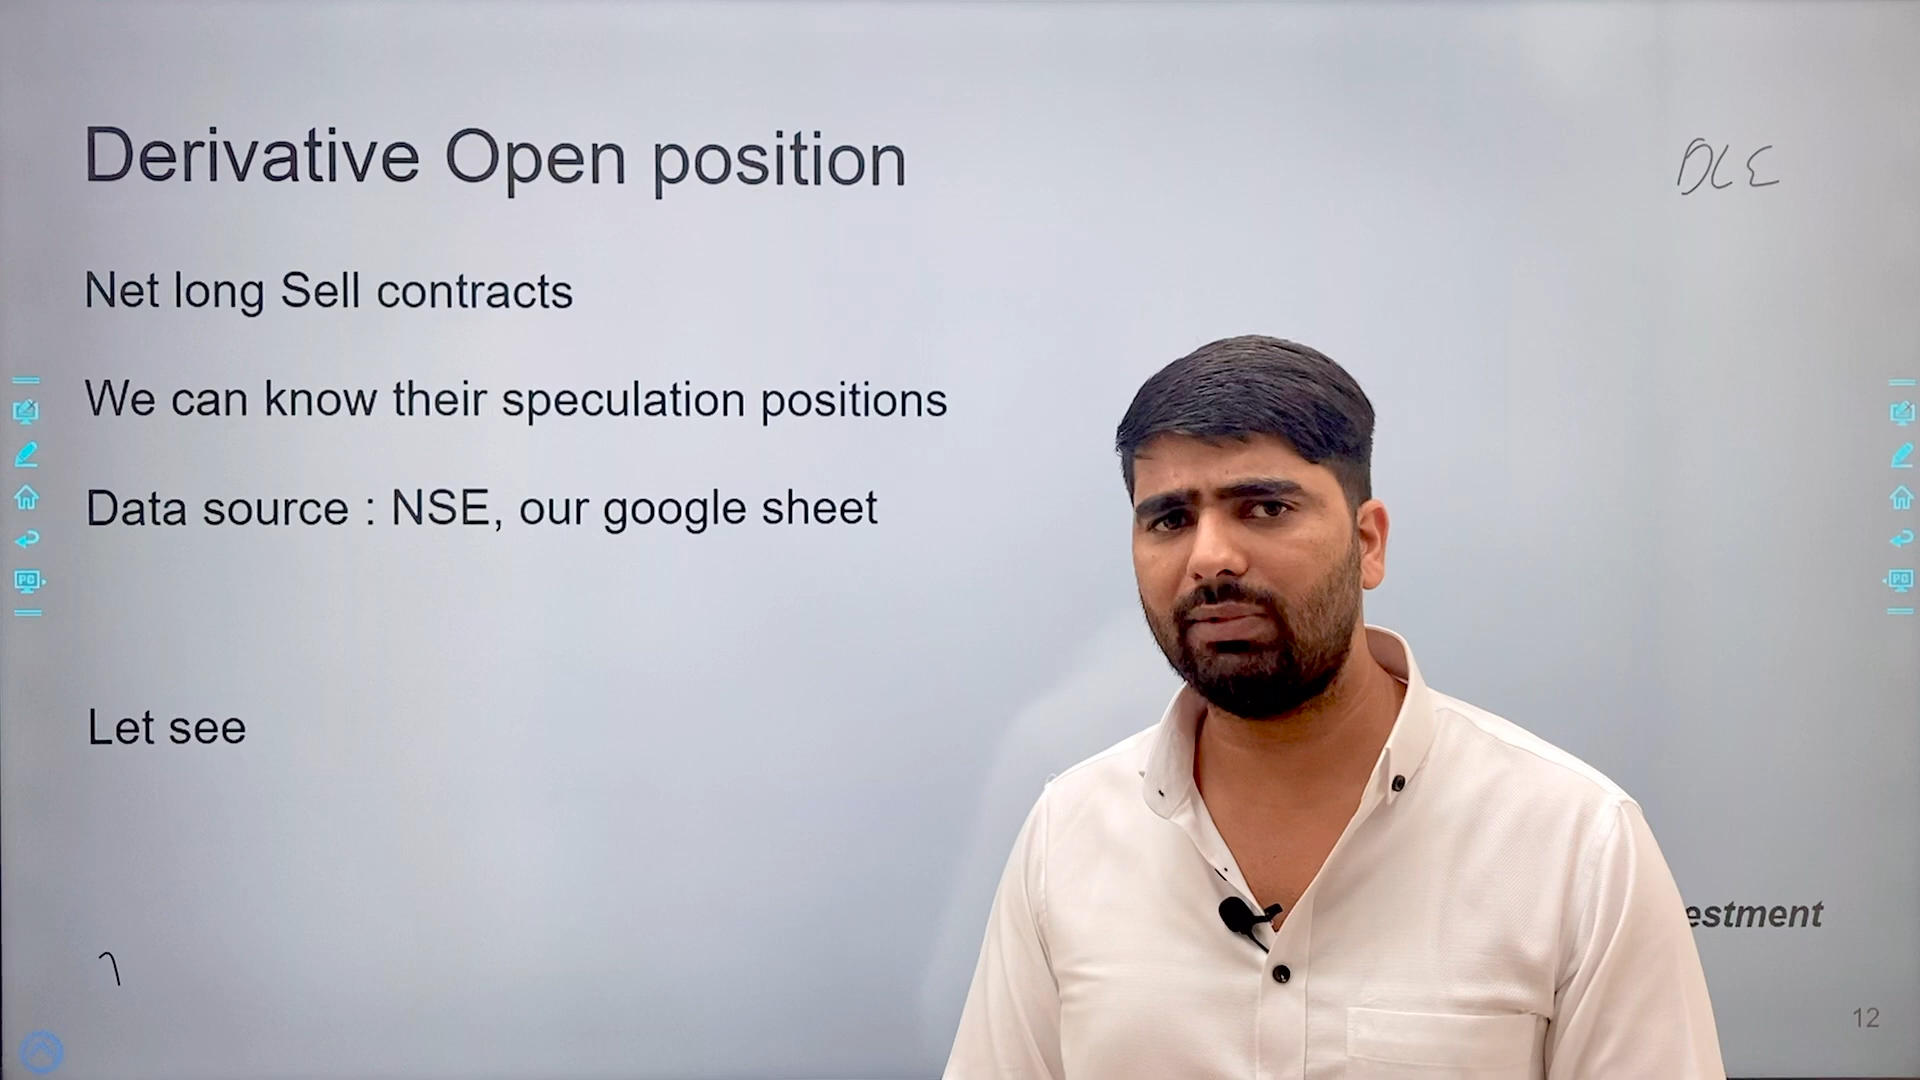 Derivative Open position
DLE
Net long Sell contracts
We can know their speculation positions
Data source : NSE, our google sheet
Let see
estment
12